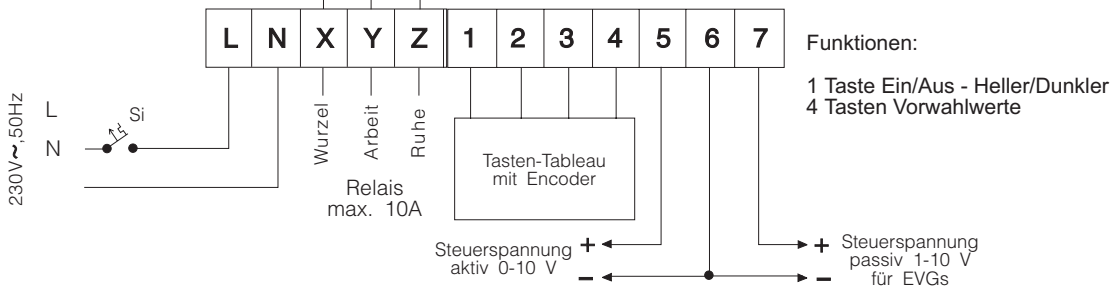 L N X Y Z 1 2 3 4 5 6 7
Funktionen:
1 Taste Ein/Aus - Heller/Dunkler
4 Tasten Vorwahlwerte
230V~,50Hz
L
N
Si
Wurzel
Arbeit
Ruhe
Relais
max. 10A
Tasten-Tableau
mit Encoder
Steuerspannung
aktiv 0-10 V
+
−
+
−
Steuerspannung
passiv 1-10 V
für EVGs